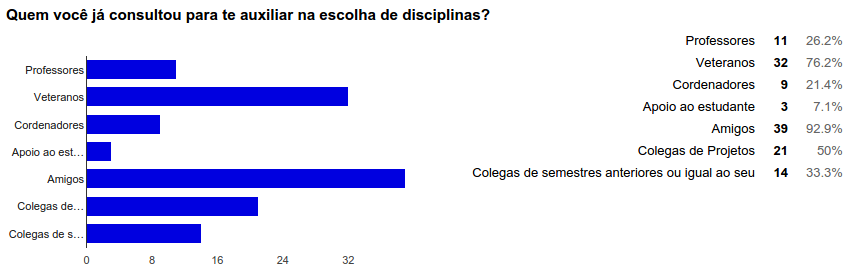 Quem você já consultou para te auxiliar na escolha de disciplinas?
Professores
Veteranos
Cordenadores
Apoio ao est…
Amigos
Colegas de…
Colegas de s…
0 8 16 24 32
Professores 11 26.2%
Veteranos 32 76.2%
Cordenadores 9 21.4%
Apoio ao estudante 3 7.1%
Amigos 39 92.9%
Colegas de Projetos 21 50%
Colegas de semestres anteriores ou igual ao seu 14 33.3%